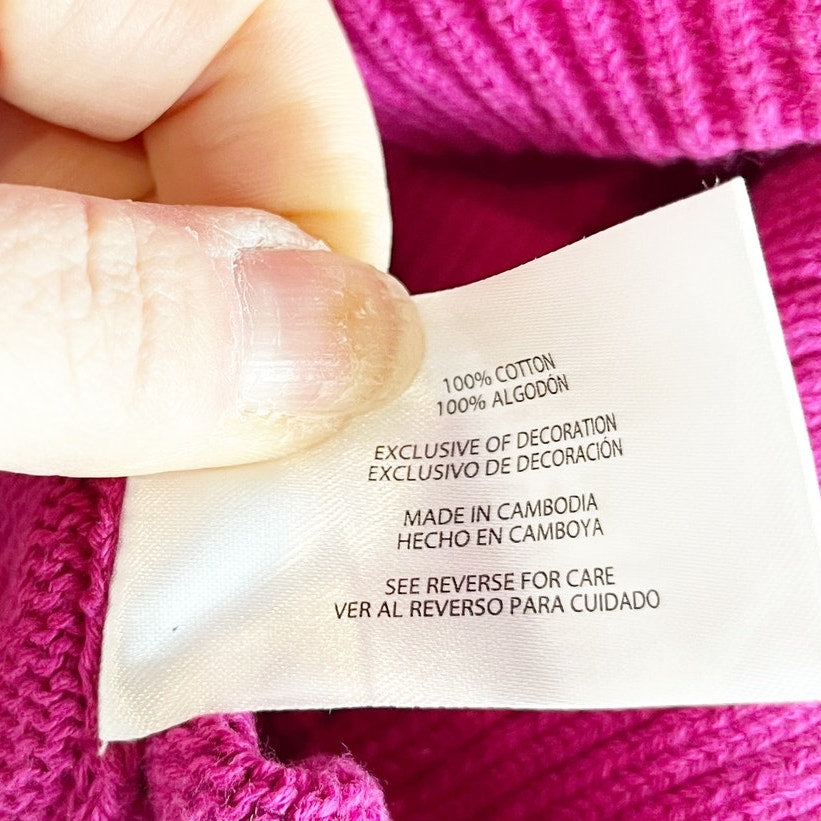 100% COTTON
100% ALGODÓN
EXCLUSIVE OF DECORATION
EXCLUSIVO DE DECORACIÓN
MADE IN CAMBODIA
HECHO EN CAMBOYA
SEE REVERSE FOR CARE
VER AL REVERSO PARA CUIDADO